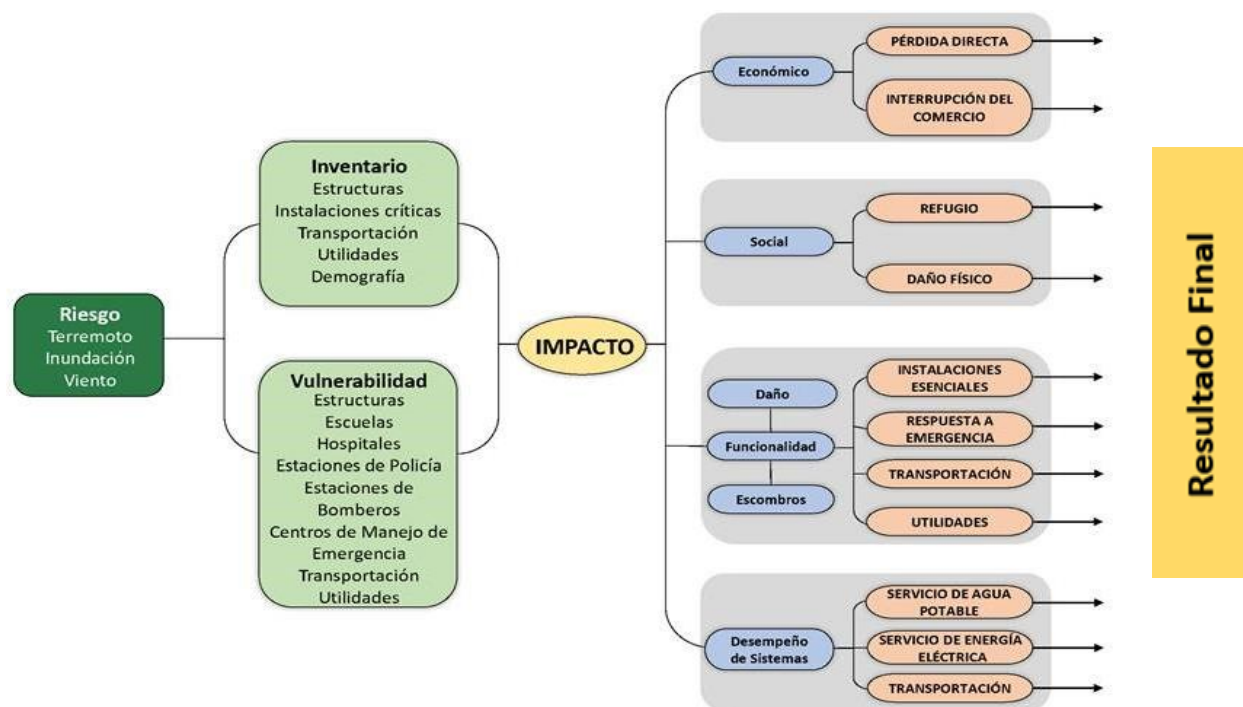 Riesgo
Terremoto
Inundación
Viento
Inventario
Estructuras
Instalaciones críticas
Transportación
Utilidades
Demografía
Vulnerabilidad
Estructuras
Escuelas
Hospitales
Estaciones de Policía
Estaciones de
Bomberos
Centros de Manejo de
Emergencia
Transportación
Utilidades
IMPACTO
Económico
PÉRDIDA DIRECTA
INTERRUPCIÓN DEL
COMERCIO
Social
REFUGIO
DAÑO FÍSICO
Daño
Funcionalidad
Escombros
INSTALACIONES
ESENCIALES
RESPUESTA A
EMERGENCIA
TRANSPORTACIÓN
UTILIDADES
Desempeño
de Sistemas
SERVICIO DE AGUA
POTABLE
SERVICIO DE ENERGÍA
ELÉCTRICA
TRANSPORTACIÓN
Resultado Final